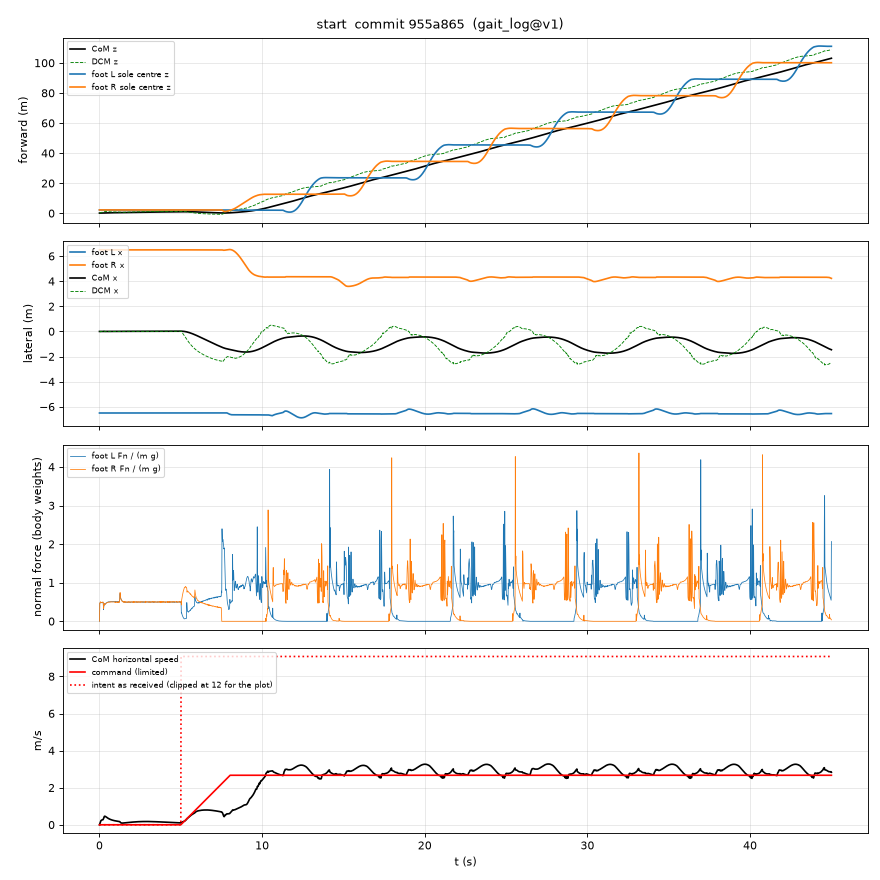 start  commit 955a865  (gait_log@v1)
CoM z
DCM z
foot L sole centre z
foot R sole centre z
forward (m)
100
80
60
40
20
0
foot L x
foot R x
CoM x
DCM x
lateral (m)
6
4
2
0
−2
−4
−6
foot L Fn / (m g)
foot R Fn / (m g)
normal force (body weights)
4
3
2
1
0
CoM horizontal speed
command (limited)
intent as received (clipped at 12 for the plot)
m/s
8
6
4
2
0
0 10 20 30 40
t (s)